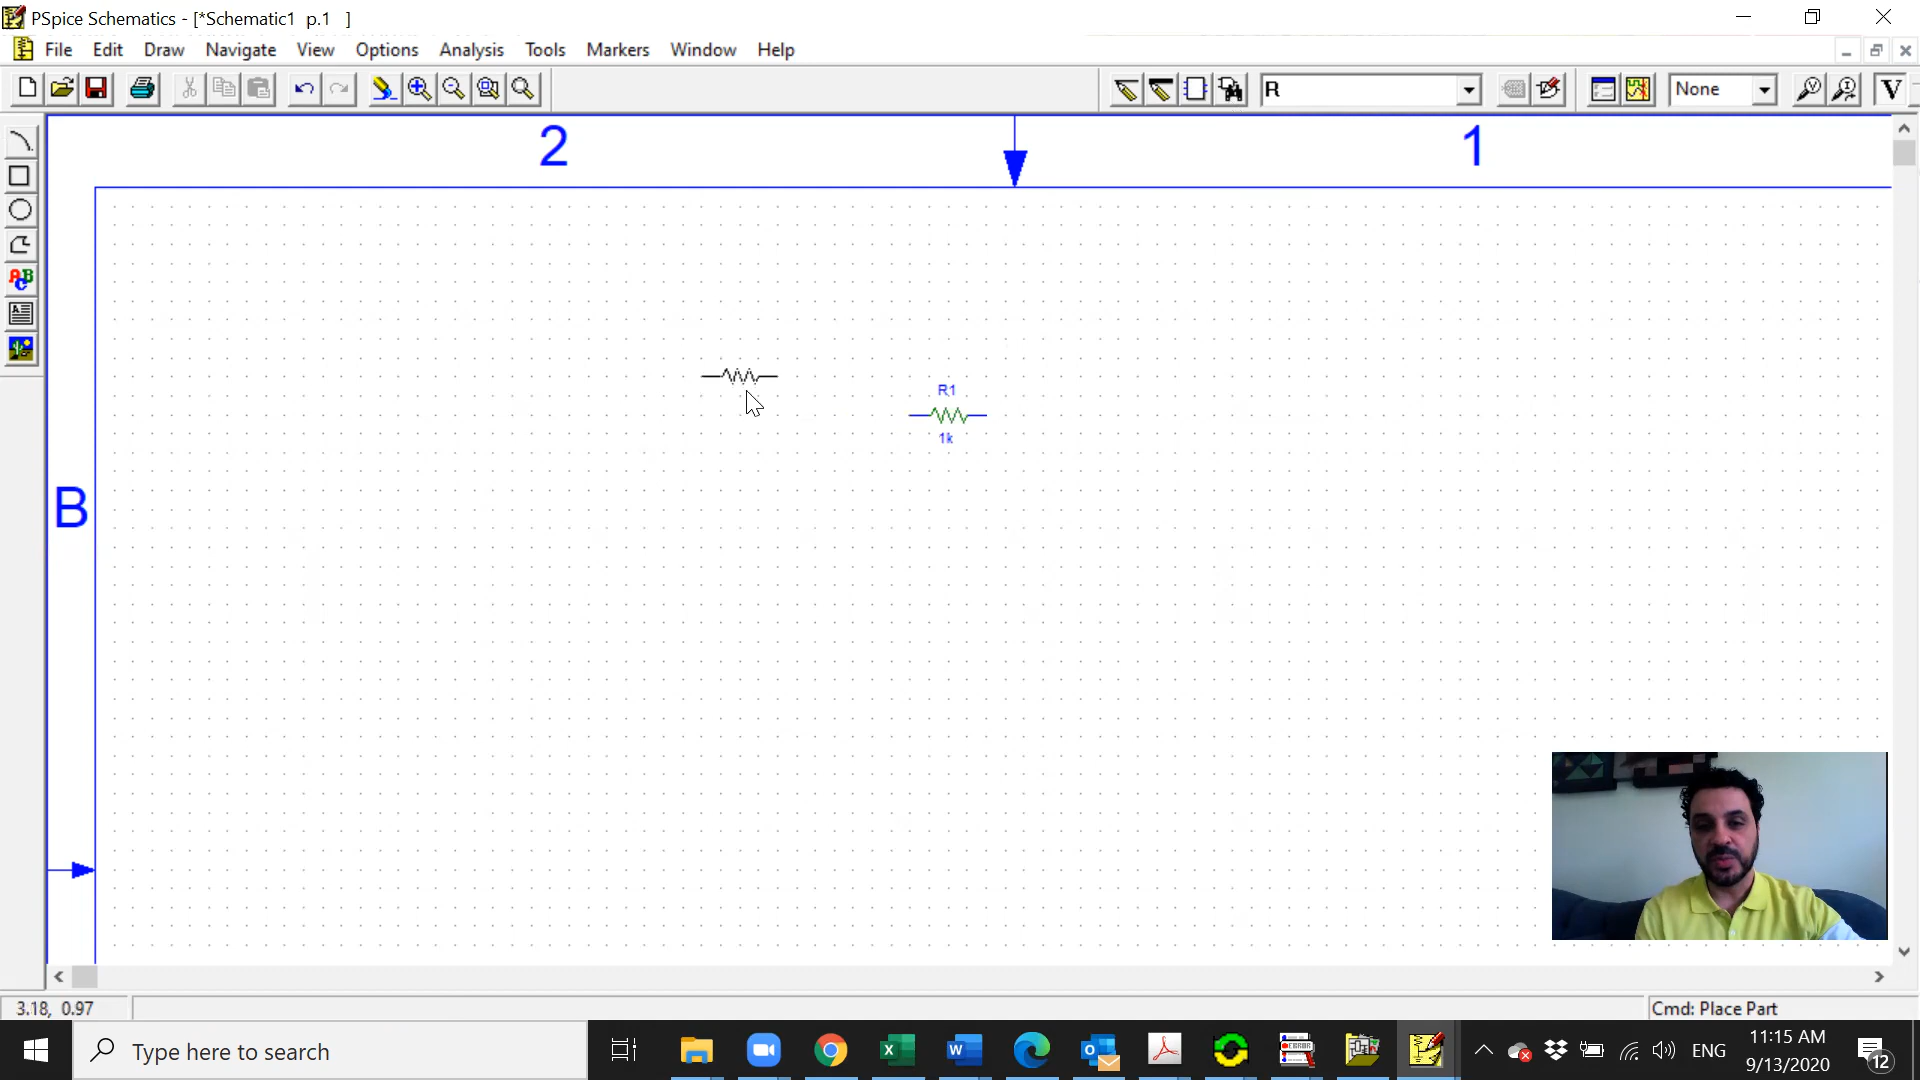 PSpice Schematics - [*Schematic1 p.1 ]
File Edit Draw Navigate View Options Analysis Tools Markers Window Help
R
None
V
2
1
ABC
A
R1
1k
B
3.18, 0.97
Cmd: Place Part
Type here to search
ENG
11:15 AM
9/13/2020
12